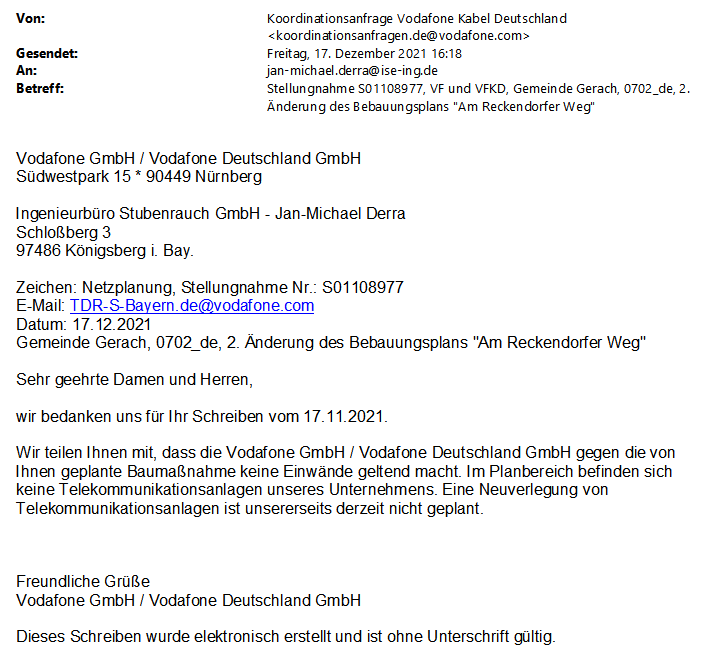 Von: Koordinationsanfrage Vodafone Kabel Deutschland
<koordinationsanfragen.de@vodafone.com>
Gesendet: Freitag, 17. Dezember 2021 16:18
An: jan-michael.derra@ise-ing.de
Betreff: Stellungnahme S01108977, VF und VFKD, Gemeinde Gerach, 0702_de, 2.
Änderung des Bebauungsplans "Am Reckendorfer Weg"
Vodafone GmbH / Vodafone Deutschland GmbH
Südwestpark 15 * 90449 Nürnberg
Ingenieurbüro Stubenrauch GmbH - Jan-Michael Derra
Schloßberg 3
97486 Königsberg i. Bay.
Zeichen: Netzplanung, Stellungnahme Nr.: S01108977
E-Mail: TDR-S-Bayern.de@vodafone.com
Datum: 17.12.2021
Gemeinde Gerach, 0702_de, 2. Änderung des Bebauungsplans "Am Reckendorfer Weg"
Sehr geehrte Damen und Herren,
wir bedanken uns für Ihr Schreiben vom 17.11.2021.
Wir teilen Ihnen mit, dass die Vodafone GmbH / Vodafone Deutschland GmbH gegen die von
Ihnen geplante Baumaßnahme keine Einwände geltend macht. Im Planbereich befinden sich
keine Telekommunikationsanlagen unseres Unternehmens. Eine Neuverlegung von
Telekommunikationsanlagen ist unsererseits derzeit nicht geplant.
Freundliche Grüße
Vodafone GmbH / Vodafone Deutschland GmbH
Dieses Schreiben wurde elektronisch erstellt und ist ohne Unterschrift gültig.